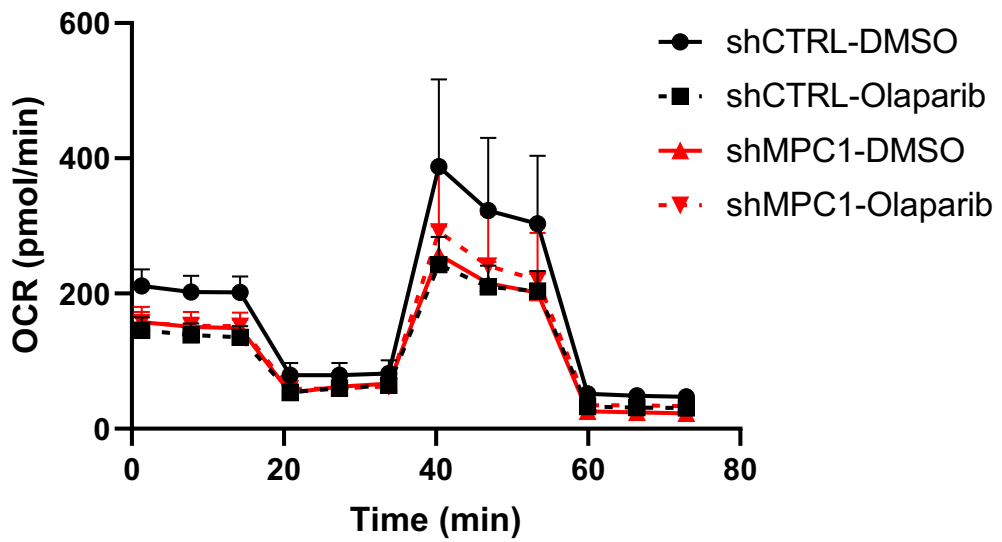 600
400
200
0
OCR (pmol/min)
0 20 40 60 80
Time (min)
shCTRL-DMSO
shCTRL-Olaparib
shMPC1-DMSO
shMPC1-Olaparib